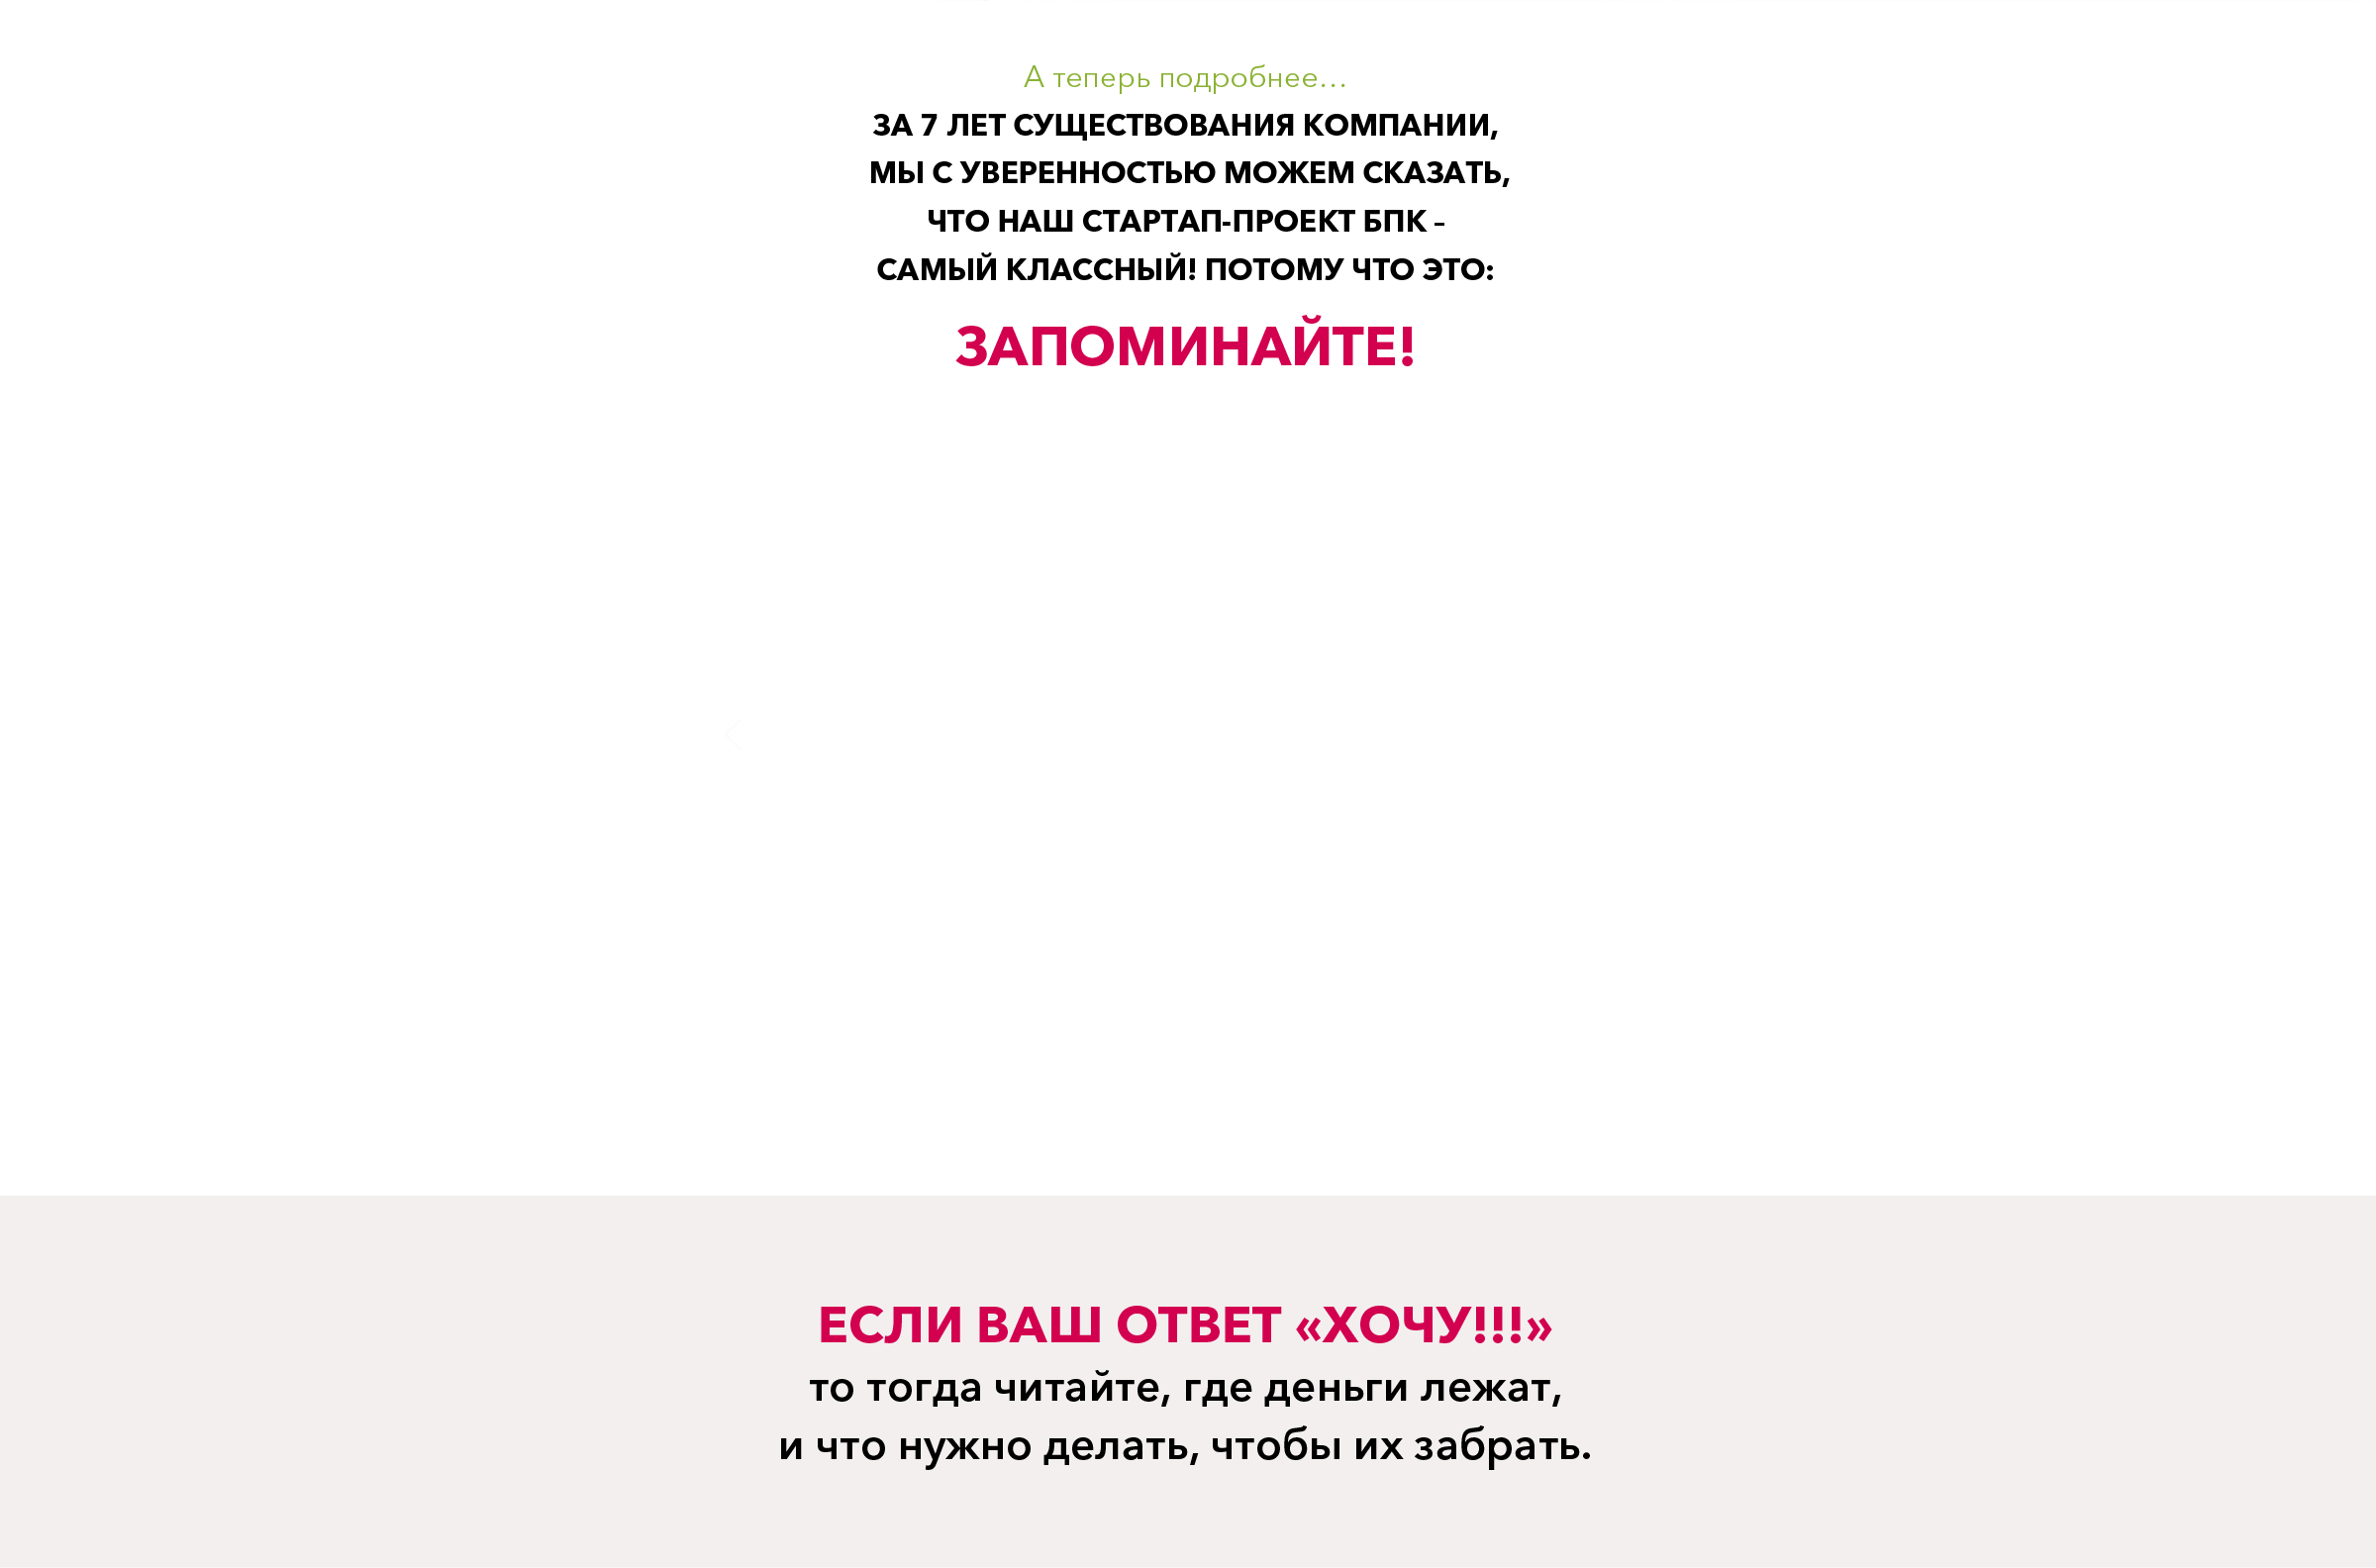 А теперь подробнее...
ЗА 7 ЛЕТ СУЩЕСТВОВАНИЯ КОМПАНИИ,
МЫ С УВЕРЕННОСТЬЮ МОЖЕМ СКАЗАТЬ,
ЧТО НАШ СТАРТАП-ПРОЕКТ БПК –
САМЫЙ КЛАССНЫЙ! ПОТОМУ ЧТО ЭТО:
ЗАПОМИНАЙТЕ!
ЕСЛИ ВАШ ОТВЕТ «ХОЧУ!!!»
то тогда читайте, где деньги лежат,
и что нужно делать, чтобы их забрать.